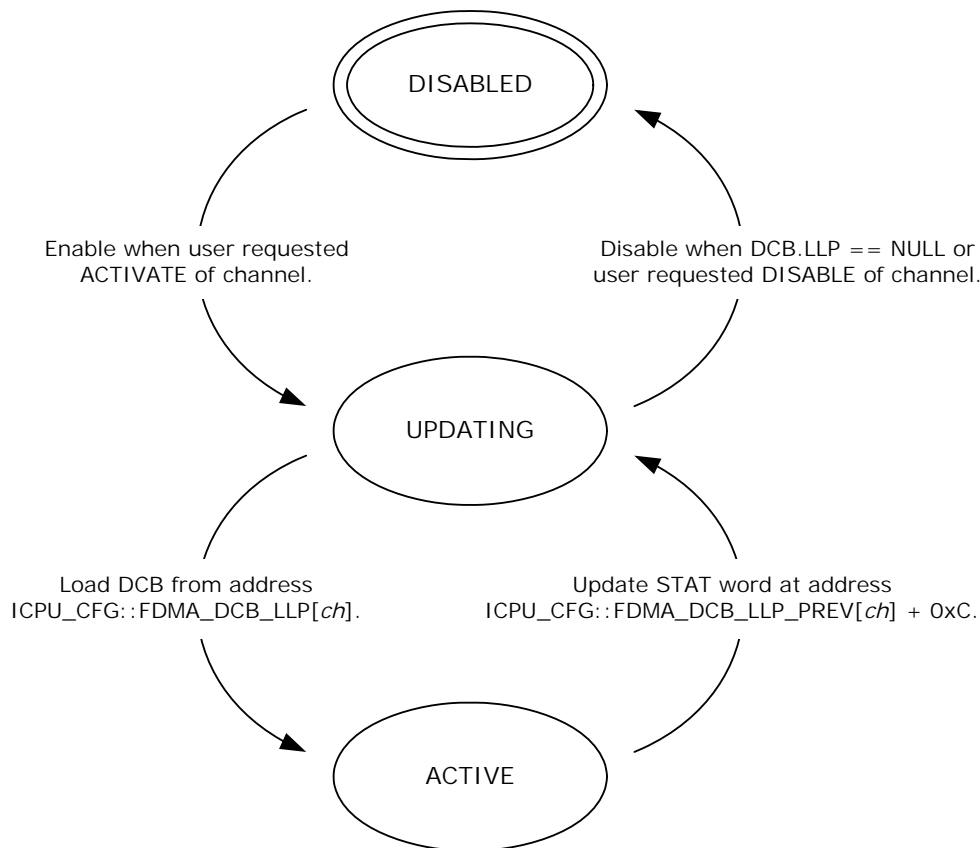 DISABLED
Enable when user requested
ACTIVATE of channel.
Disable when DCB.LLP == NULL or
user requested DISABLE of channel.
UPDATING
Load DCB from address
ICPU_CFG::FDMA_DCB_LLP[ch].
Update STAT word at address
ICPU_CFG::FDMA_DCB_LLP_PREV[ch] + 0xC.
ACTIVE